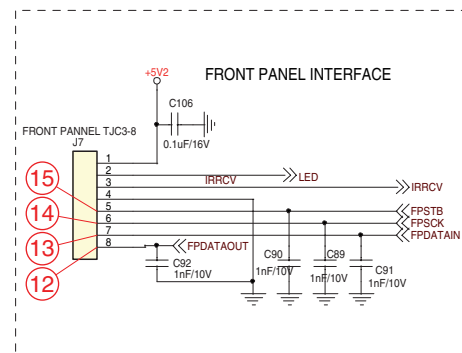 FRONT PANEL INTERFACE
+5V2
C106
0.1uF/16V
FRONT PANNEL TJC3-8
J7
1
2
LED
3
IRRCV
IRRCV
4
15
5
FPSTB
14
6
FPSCK
13
7
FPDATAIN
12
8
FPDATAOUT
C92
1nF/10V
C90
1nF/10V
C89
1nF/10V
C91
1nF/10V